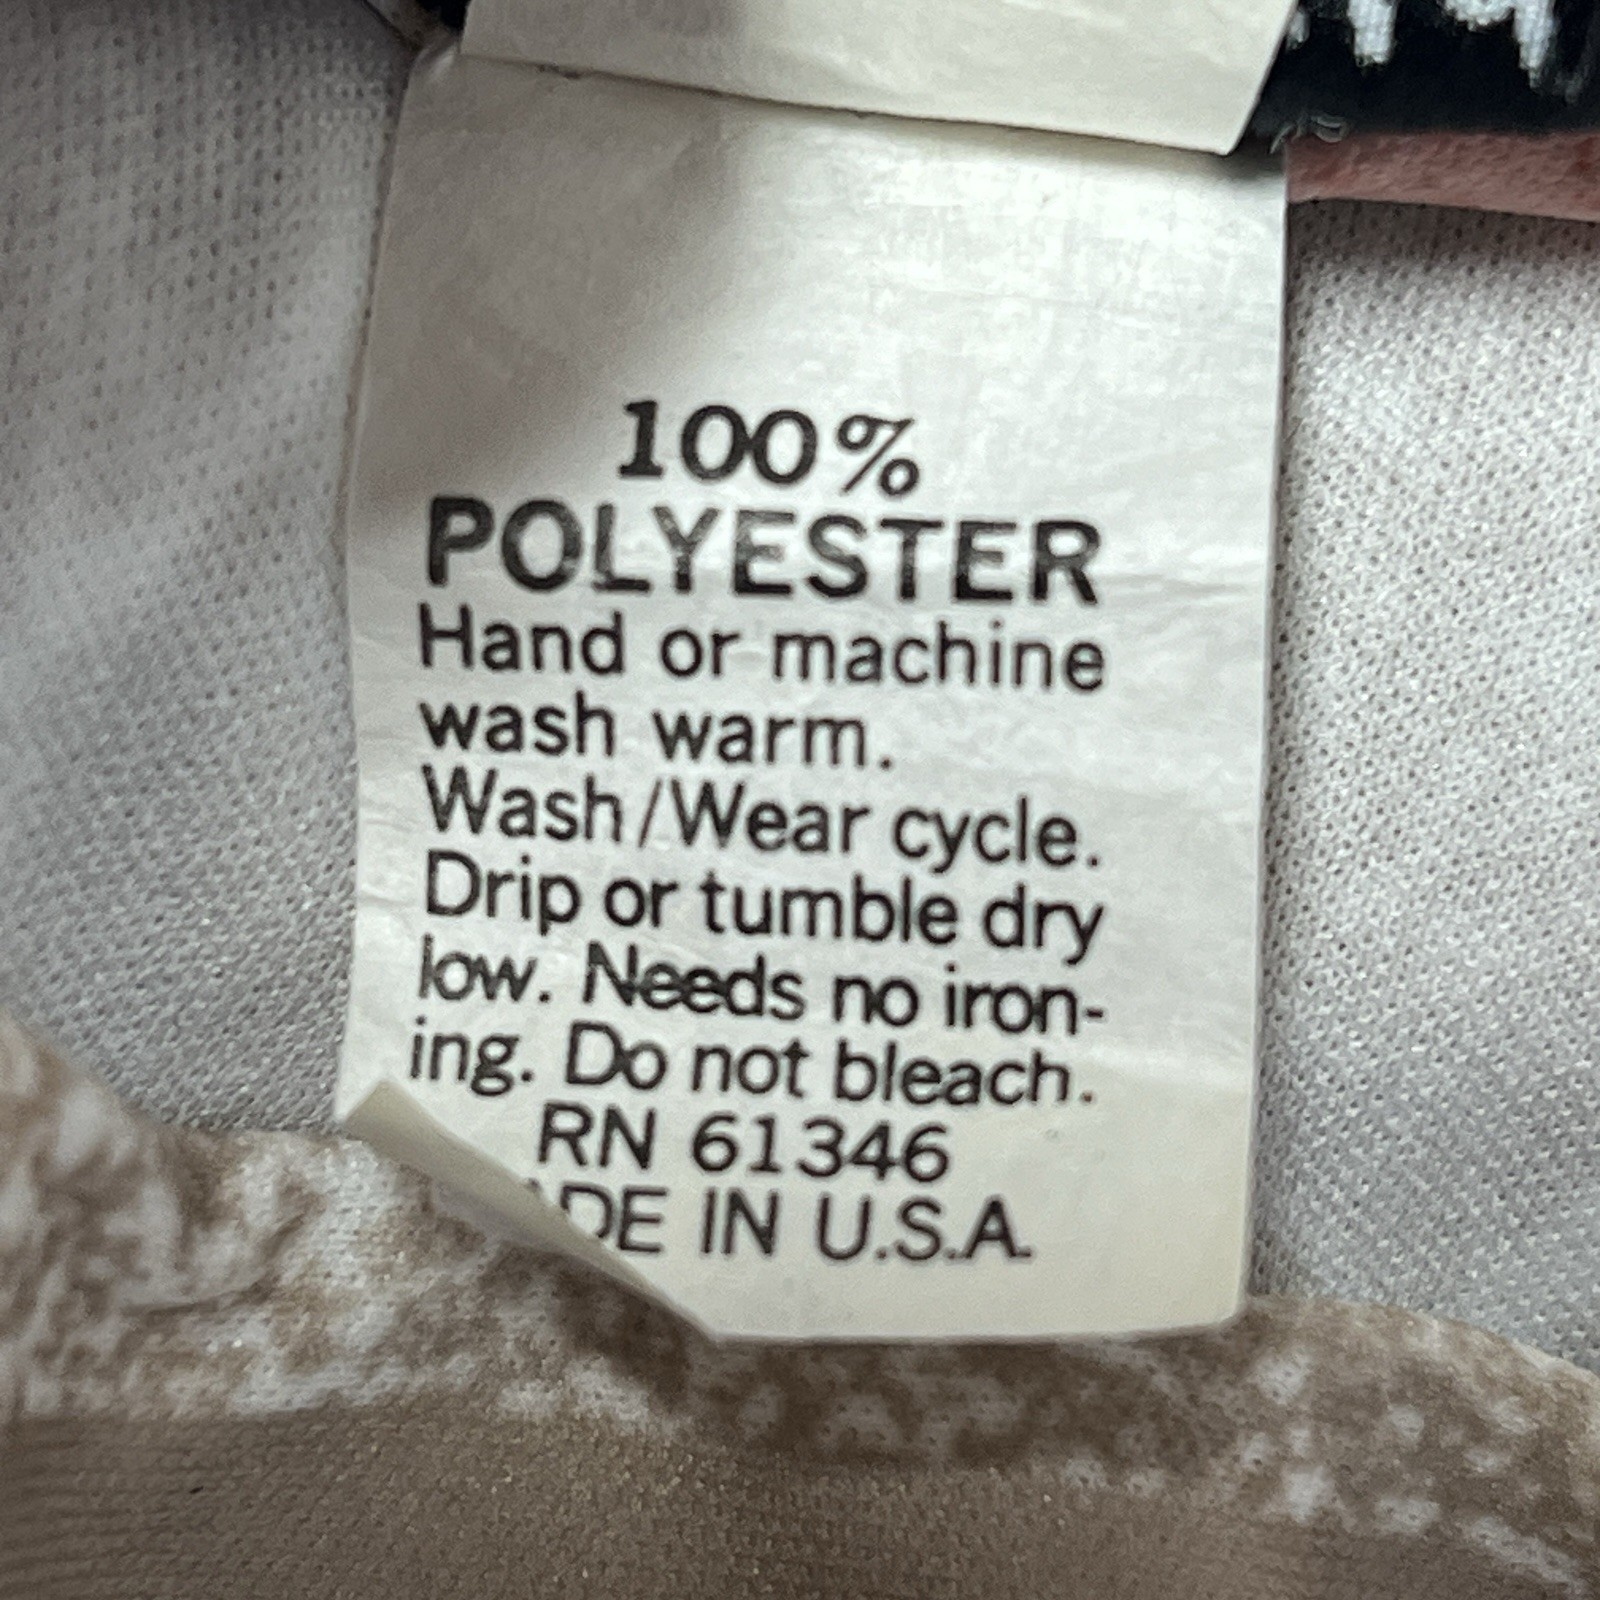 100%
POLYESTER
Hand or machine
wash warm.
Wash/Wear cycle.
Drip or tumble dry
low. Needs no iron-
ing. Do not bleach.
RN 61346
DE IN U.S.A.